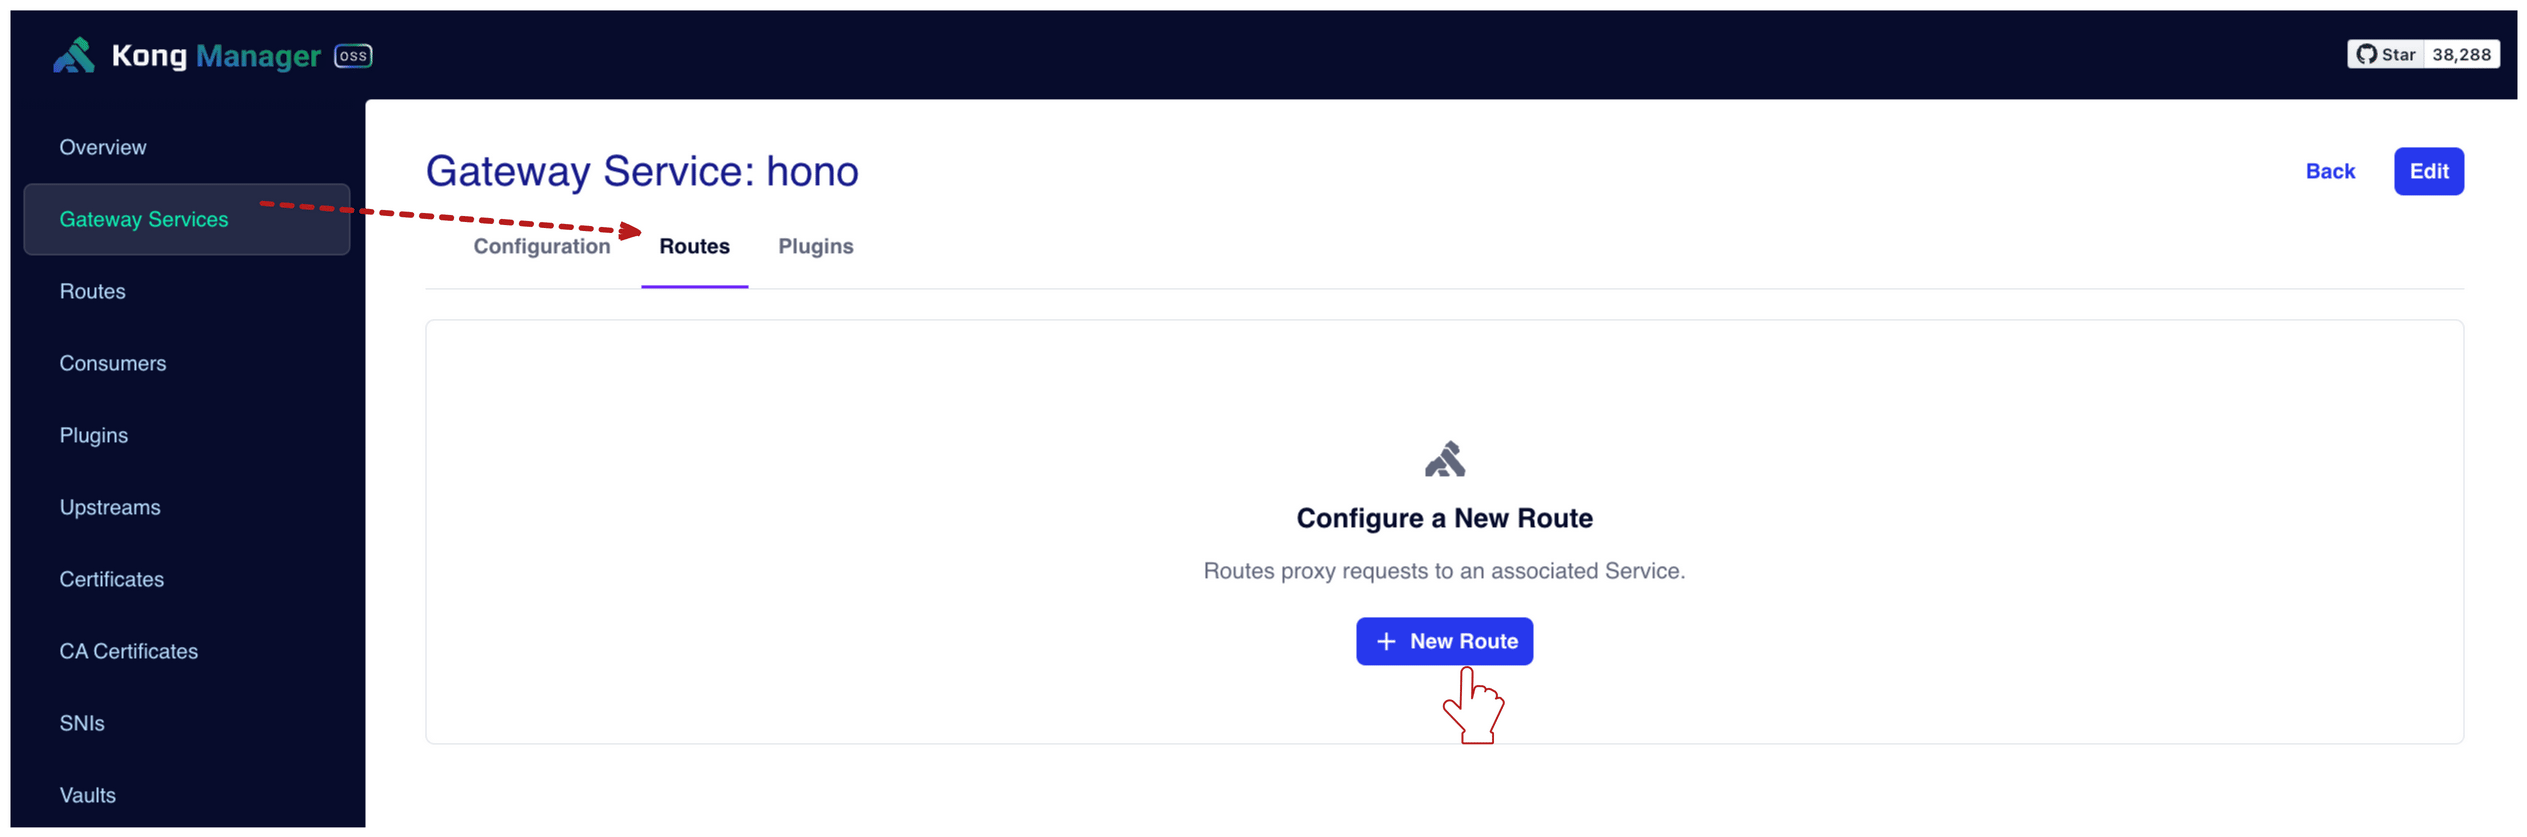 Kong Manager OSS
Star 38,288
Overview
Gateway Services
Routes
Consumers
Plugins
Upstreams
Certificates
CA Certificates
SNIs
Vaults
Gateway Service: hono
Back Edit
Configuration Routes Plugins
Configure a New Route
Routes proxy requests to an associated Service.
+ New Route